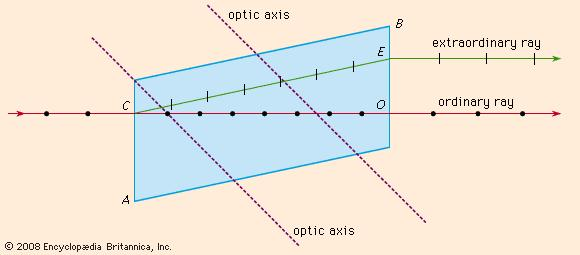 optic axis
B
extraordinary ray
E
C
O
ordinary ray
A
optic axis
© 2008 Encyclopædia Britannica, Inc.